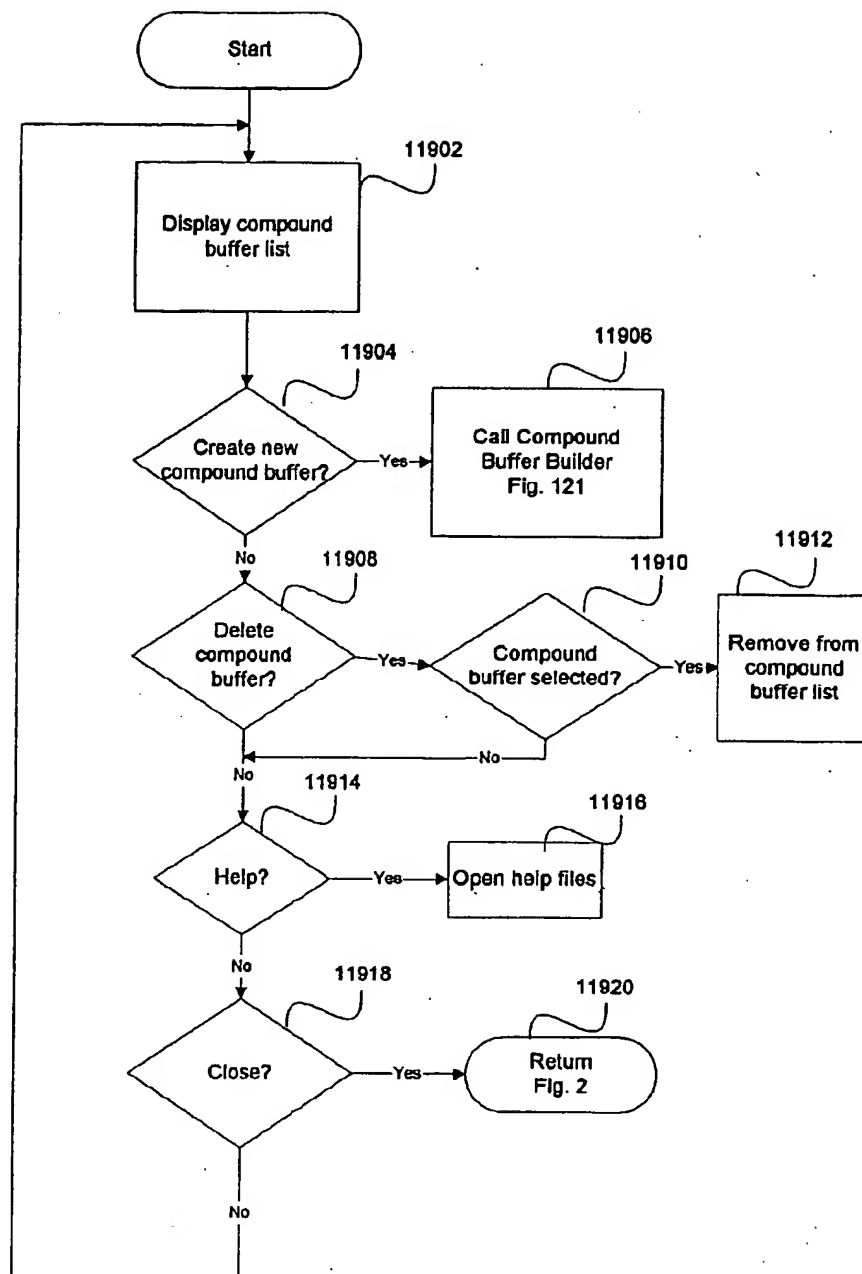 Start
11902
Display compound
buffer list
11904
11906
Create new
compound buffer?
Yes
Call Compound
Buffer Builder
Fig. 121
No
11908
11910
11912
Delete
compound
buffer?
Yes
Compound
buffer selected?
Yes
Remove from
compound
buffer list
No
No
11914
11916
Help?
Yes
Open help files
No
11918
11920
Close?
Yes
Return
Fig. 2
No